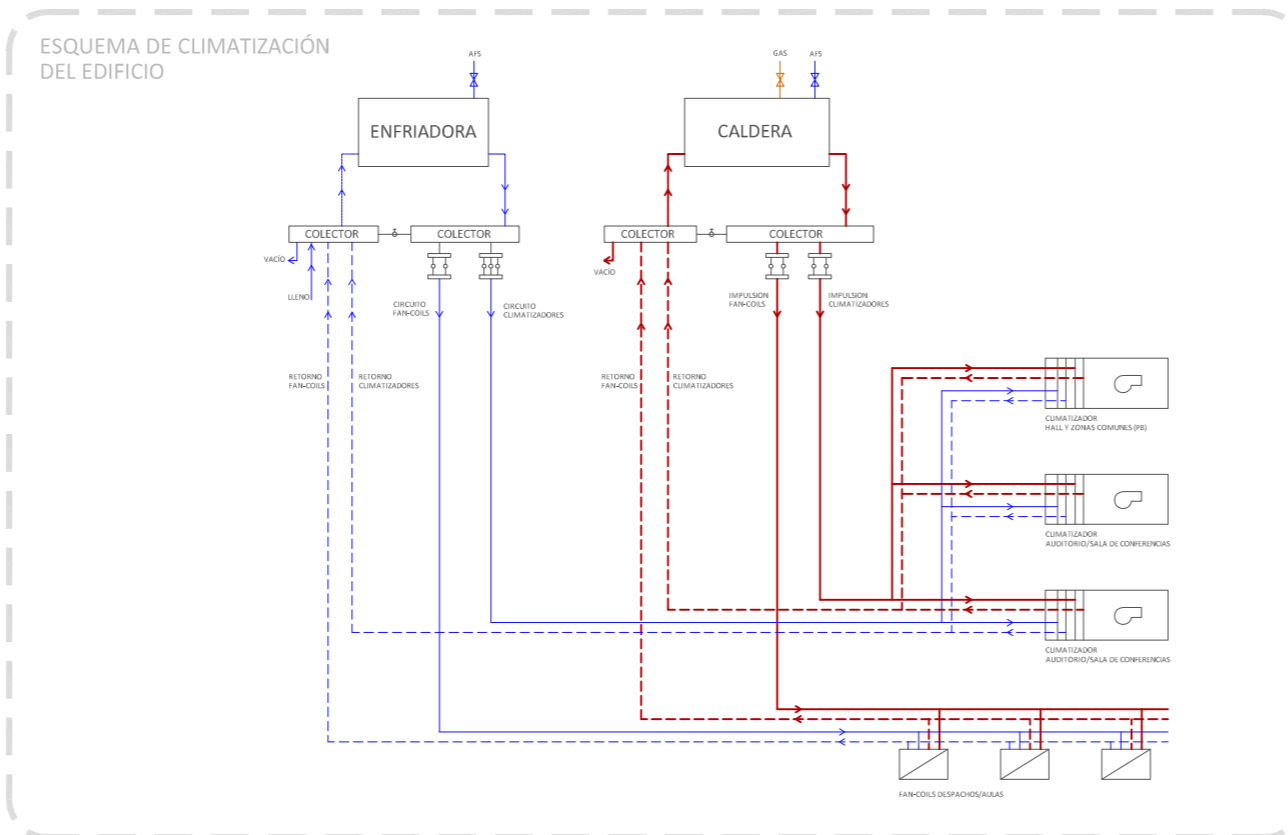 ESQUEMA DE CLIMATIZACIÓN
DEL EDIFICIO
AFS
GAS
AFS
ENFRIADORA
CALDERA
COLECTOR
COLECTOR
COLECTOR
COLECTOR
VACÍO
LLENO
CIRCUITO
FAN-COILS
CIRCUITO
CLIMATIZADORES
VACÍO
IMPULSION
FAN-COILS
IMPULSION
CLIMATIZADORES
RETORNO
FAN-COILS
RETORNO
CLIMATIZADORES
RETORNO
FAN-COILS
RETORNO
CLIMATIZADORES
CLIMATIZADOR
HALL Y ZONAS COMUNES (PB)
CLIMATIZADOR
AUDITORIO/SALA DE CONFERENCIAS
CLIMATIZADOR
AUDITORIO/SALA DE CONFERENCIAS
FAN-COILS DESPACHOS/AULAS